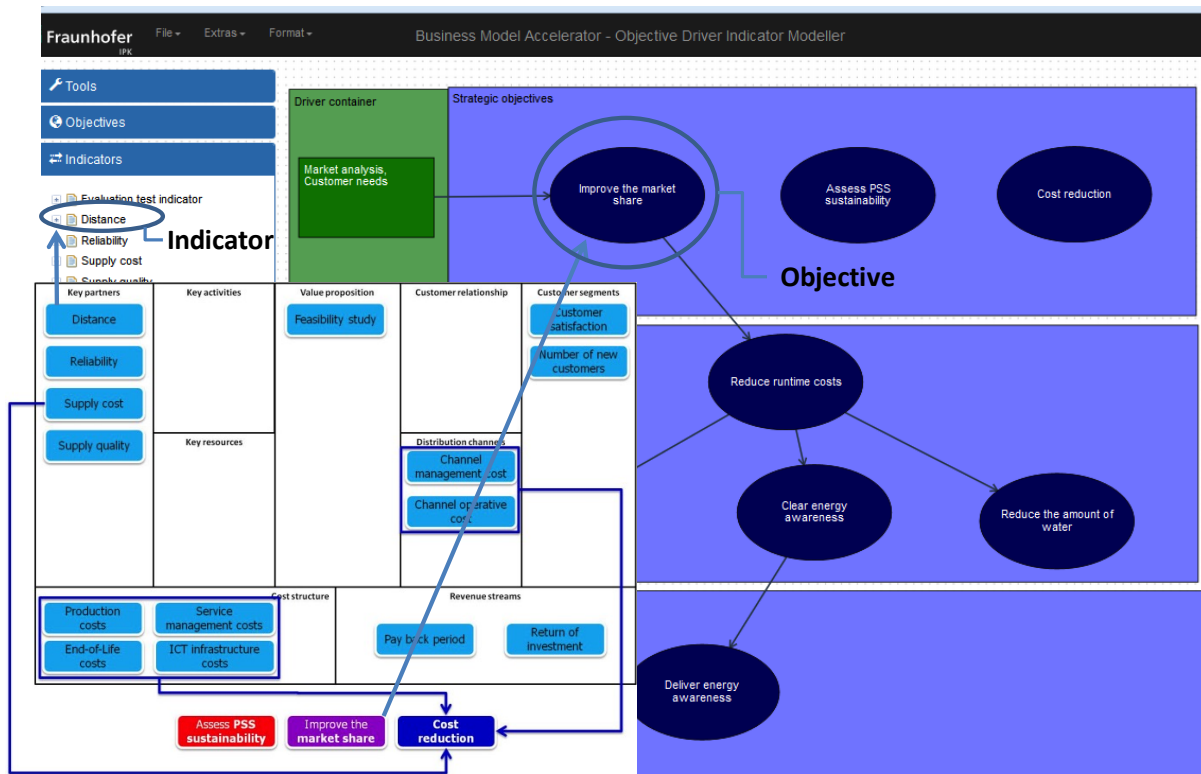 Fraunhofer
IPK
File
Extras
Format
Business Model Accelerator - Objective Driver Indicator Modeller
Tools
Objectives
Indicators
Evaluation test indicator
Distance
Reliability
Supply cost
Supply quality
Indicator
Driver container
Market analysis,
Customer needs
Strategic objectives
Improve the market
share
Assess PSS
sustainability
Cost reduction
Objective
Reduce runtime costs
Clear energy
awareness
Reduce the amount of
water
Deliver energy
awareness
Key partners
Distance
Reliability
Supply cost
Supply quality
Key activities
Key resources
Value proposition
Feasibility study
Customer relationship
Distribution channels
Channel
management cost
Channel operative
cost
Customer segments
Customer
satisfaction
Number of new
customers
Cost structure
Production
costs
Service
management costs
End-of-Life
costs
ICT infrastructure
costs
Revenue streams
Pay back period
Return of
investment
Assess PSS
sustainability
Improve the
market share
Cost
reduction